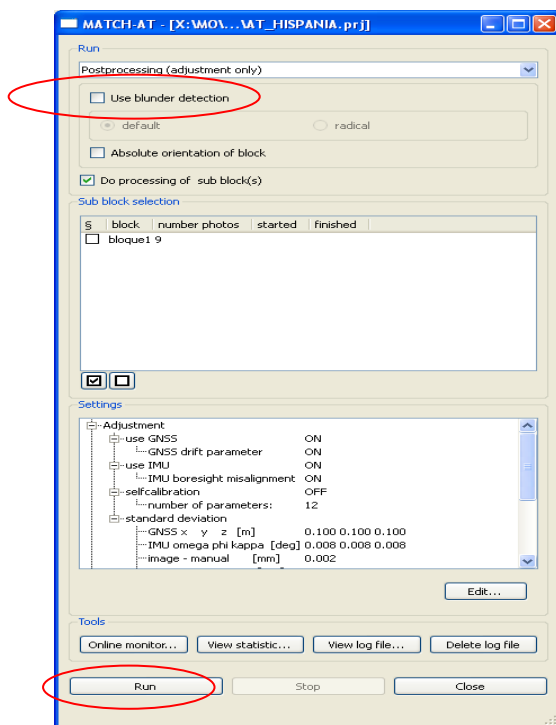 MATCH-AT - [X:\MO\...\AT_HISPANIA.prj]
Run
Postprocessing (adjustment only)
Use blunder detection
default radical
Absolute orientation of block
Do processing of sub block(s)
Sub block selection
§ block number photos started finished
bloque1 9
Settings
Adjustment
use GNSS ON
GNSS drift parameter ON
use IMU ON
IMU boresight misalignment ON
selfcalibration OFF
number of parameters: 12
standard deviation
GNSS x y z [m] 0.100 0.100 0.100
IMU omega phi kappa [deg] 0.008 0.008 0.008
image - manual [mm] 0.002
Edit...
Tools
Online monitor... View statistic... View log file... Delete log file
Run Stop Close